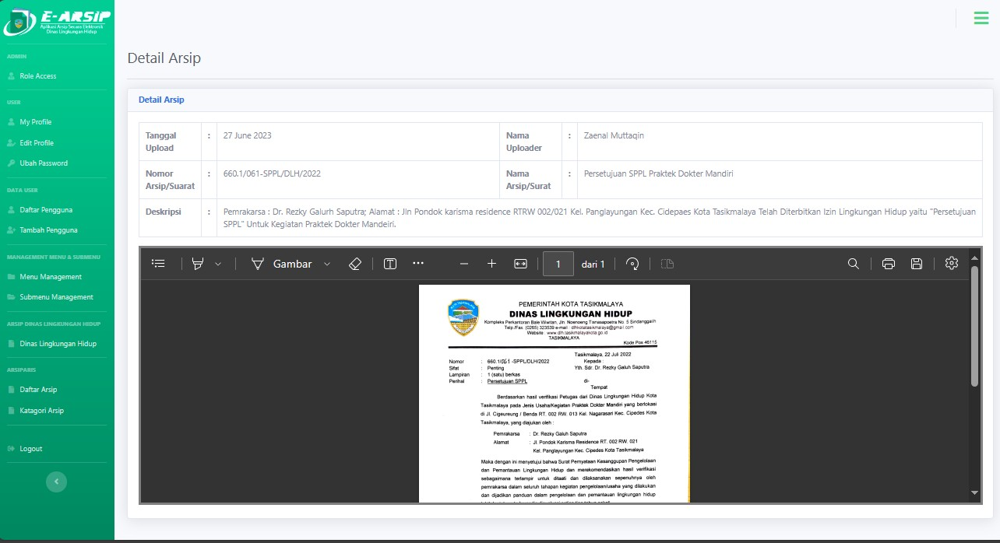 E-ARSIP
Aplikasi Arsip Secara Elektronik
Dinas Lingkungan Hidup
ADMIN
Role Access
USER
My Profile
Edit Profile
Ubah Password
DATA USER
Daftar Pengguna
Tambah Pengguna
MANAGEMENT MENU & SUBMENU
Menu Management
Submenu Management
ARSIP DINAS LINGKUNGAN HIDUP
Dinas Lingkungan Hidup
ARSIPARIS
Daftar Arsip
Katagori Arsip
Logout
Detail Arsip
Detail Arsip
Tanggal Upload : 27 June 2023 Nama Uploader : Zaenal Muttaqin
Nomor Arsip/Suarat : 660.1/061-SPPL/DLH/2022 Nama Arsip/Surat : Persetujuan SPPL Praktek Dokter Mandiri
Deskripsi : Pemrakarsa : Dr. Rezky Galurh Saputra; Alamat : Jln Pondok karisma residence RTRW 002/021 Kel. Panglayungan Kec. Cidepaes Kota Tasikmalaya Telah Diterbitkan Izin Lingkungan Hidup yaitu "Persetujuan
SPPL" Untuk Kegiatan Praktek Dokter Mandeiri.
Gambar 1 dari 1
PEMERINTAH KOTA TASIKMALAYA
DINAS LINGKUNGAN HIDUP
Kompleks Perkantoran Bale Wiwitan, Jln. Noenoeng Tisnasapoetra No. 5 Sindanggalih
Telp./Fax. (0265) 323539 e-mail : dlhkotatasikmalaya@gmail.com
Website : www.dlh.tasikmalayakota.go.id
TASIKMALAYA
Kode Pos 46115
Tasikmalaya, 22 Juli 2022
Nomor : 660.1/061 -SPPL/DLH/2022
Sifat : Penting
Lampiran : 1 (satu) berkas
Perihal : Persetujuan SPPL
Kepada :
Yth. Sdr. Dr. Rezky Galuh Saputra
di-
Tempat
Berdasarkan hasil verifikasi Petugas dari Dinas Lingkungan Hidup Kota
Tasikmalaya pada Jenis Usaha/Kegiatan Praktek Dokter Mandiri yang berlokasi
di Jl. Cigeureung / Benda RT. 002 RW. 013 Kel. Nagarasari Kec. Cipedes Kota
Tasikmalaya, yang diajukan oleh :
Pemrakarsa : Dr. Rezky Galuh Saputra
Alamat : Jl. Pondok Karisma Residence RT. 002 RW. 021
Kel. Panglayungan Kec. Cipedes Kota Tasikmalaya
Maka dengan ini menyetujui bahwa Surat Pernyataan Kesanggupan Pengelolaan
dan Pemantauan Lingkungan Hidup dan merekomendasikan hasil verifikasi
sebagaimana terlampir untuk ditaati dan dilaksanakan sepenuhnya oleh
pemrakarsa dalam seluruh tahapan kegiatan pengelolaan/usaha yang dilakukan
dan dijadikan panduan dalam pengelolaan dan pemantauan lingkungan hidup